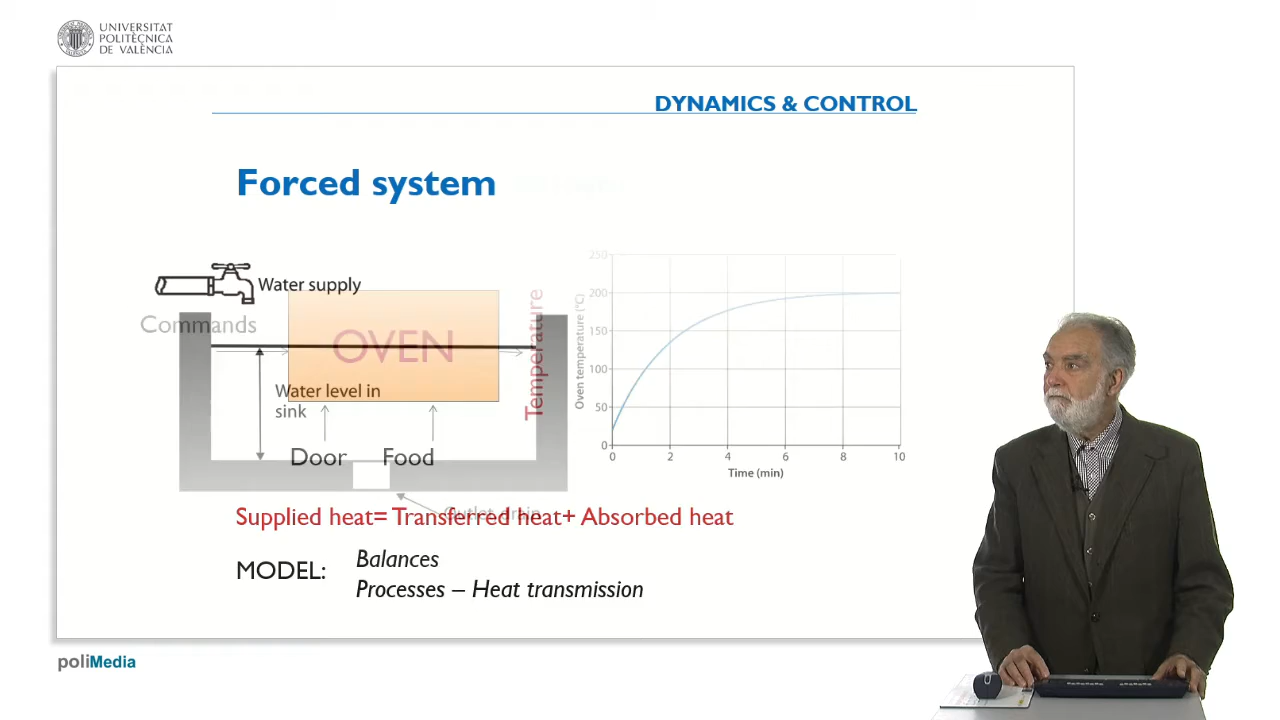 UNIVERSITAT
POLITÈCNICA
DE VALÈNCIA
DYNAMICS & CONTROL
Forced system
Water supply
Commands
OVEN
Temperature
Water level in
sink
Door
Food
Outlet drain
250
200
150
100
50
0
Oven temperature (°C)
0 2 4 6 8 10
Time (min)
Supplied heat= Transferred heat+ Absorbed heat
MODEL:
Balances
Processes – Heat transmission
poliMedia